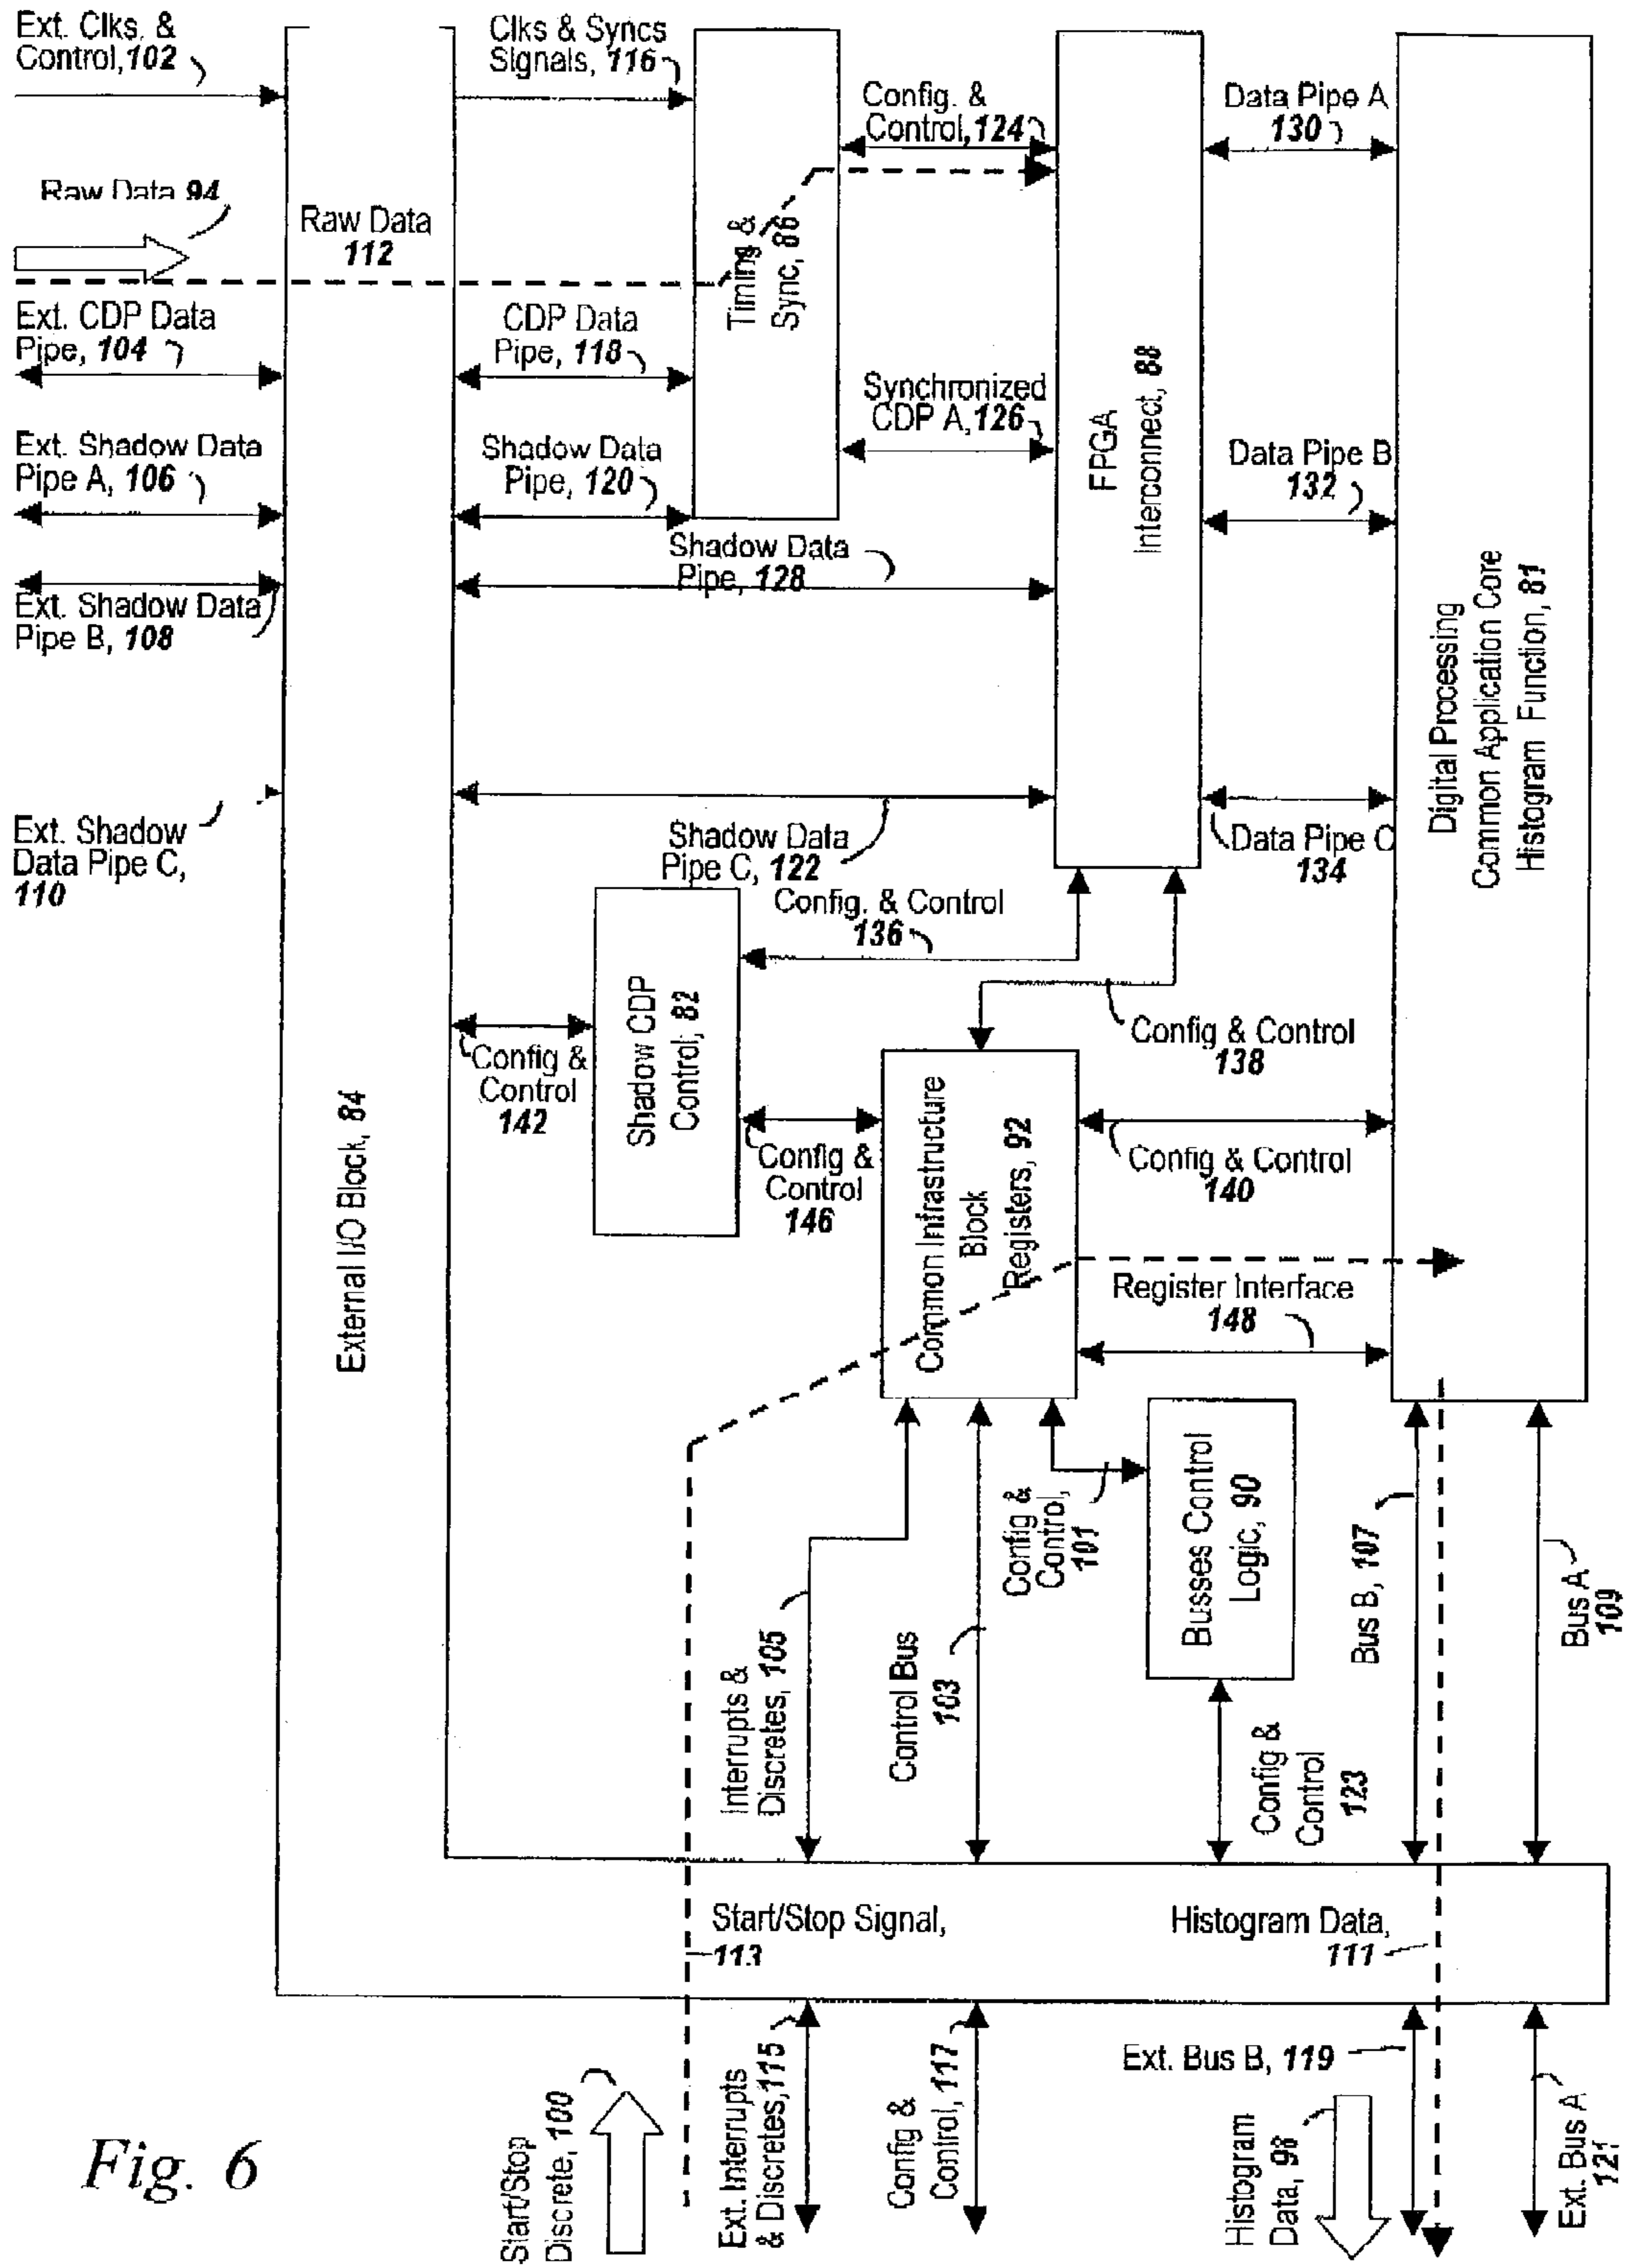 Ext. Clks. &
Control, 102
Clks & Syncs
Signals, 116
Config. &
Control, 124
Data Pipe A
130
Raw Data 94
Raw Data
112
Timing &
Sync, 86
Ext. CDP Data
Pipe, 104
CDP Data
Pipe, 118
Synchronized
CDP A, 126
FPGA
Interconnect, 88
Ext. Shadow Data
Pipe A, 106
Shadow Data
Pipe, 120
Data Pipe B
132
Shadow Data
Pipe, 128
Ext. Shadow Data
Pipe B, 108
Digital Processing
Common Application Core
Histogram Function, 81
Ext. Shadow
Data Pipe C,
110
Shadow Data
Pipe C, 122
Data Pipe C
134
Config. & Control
136
Shadow CDP
Control, 82
Config & Control
138
Config &
Control
142
External I/O Block, 84
Common Infrastructure
Block
Registers, 92
Config &
Control
146
Config & Control
140
Register Interface
148
Config &
Control,
101
Busses Control
Logic, 90
Interrupts &
Discretes, 105
Control Bus
103
Bus B, 107
Bus A
109
Config &
Control
123
Start/Stop Signal,
113
Histogram Data,
111
Start/Stop
Discrete, 100
Ext. Interrupts
& Discretes, 115
Config &
Control, 117
Ext. Bus B, 119
Histogram
Data, 98
Ext. Bus A
121
Fig. 6